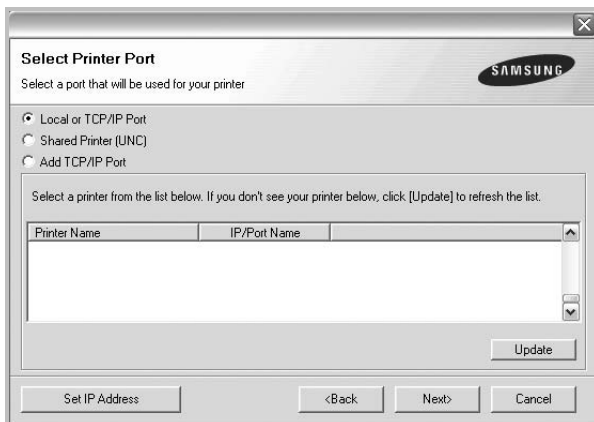 Select Printer Port
Select a port that will be used for your printer
SAMSUNG
Local or TCP/IP Port
Shared Printer (UNC)
Add TCP/IP Port
Select a printer from the list below. If you don't see your printer below, click [Update] to refresh the list.
Printer Name IP/Port Name
Update
Set IP Address <Back Next> Cancel